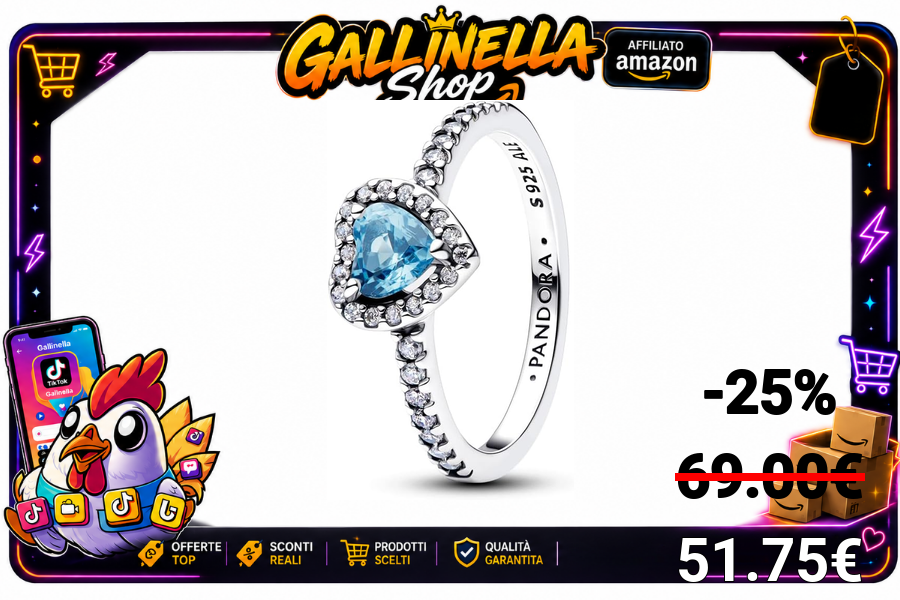 GALLINELLA
Shop
AFFILIATO
amazon
S 925 ALE
• PANDORA •
Gallinella
TikTok
Gallinella
-25%
69.00€
51.75€
OFFERTE
TOP
SCONTI
REALI
PRODOTTI
SCELTI
QUALITÀ
GARANTITA